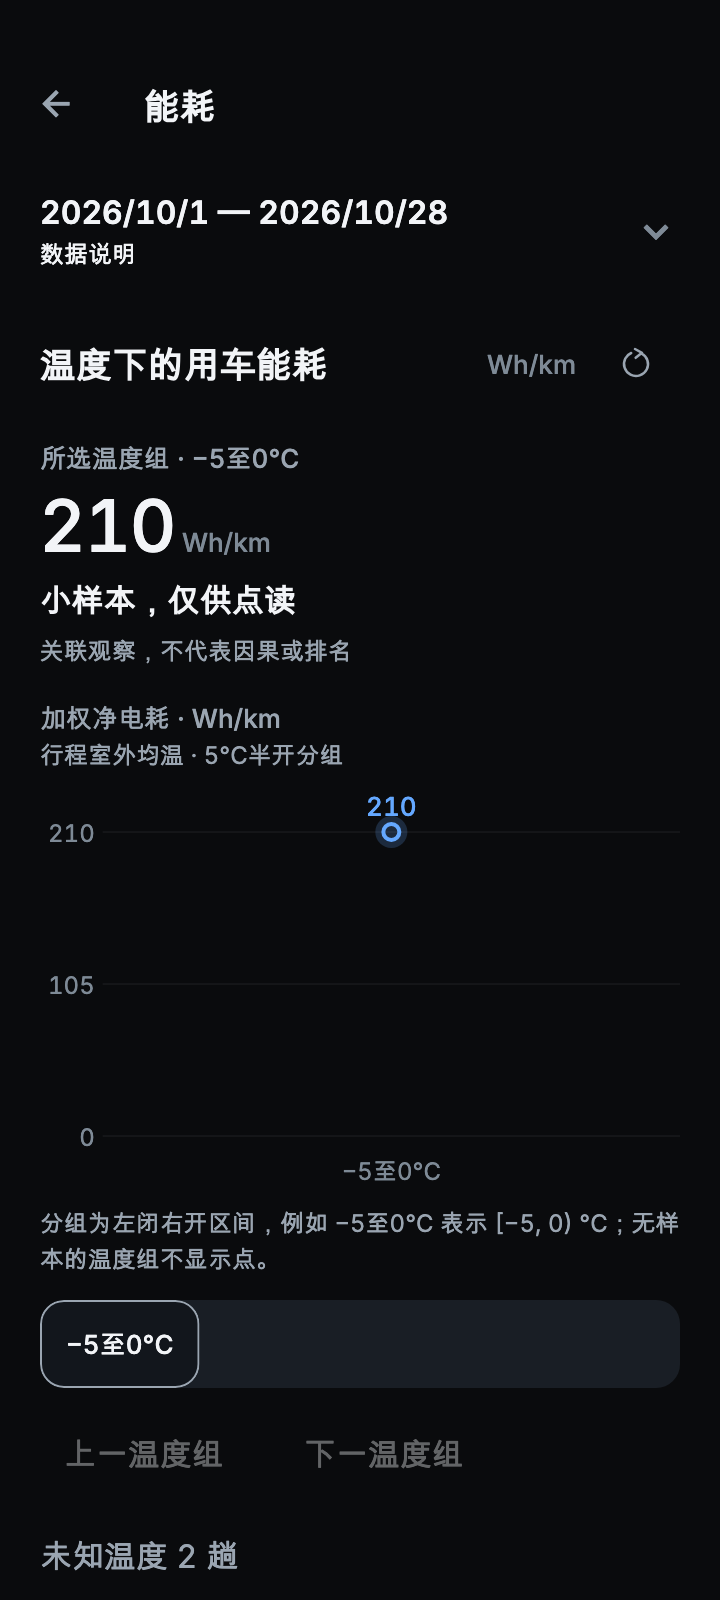 能耗
2026/10/1 — 2026/10/28
数据说明
温度下的用车能耗 Wh/km
所选温度组 · −5至0°C
210 Wh/km
小样本，仅供点读
关联观察，不代表因果或排名
加权净电耗 · Wh/km
行程室外均温 · 5°C半开分组
210
210
105
0
−5至0°C
分组为左闭右开区间，例如 −5至0°C 表示 [−5, 0) °C；无样
本的温度组不显示点。
−5至0°C
上一温度组 下一温度组
未知温度 2 趟